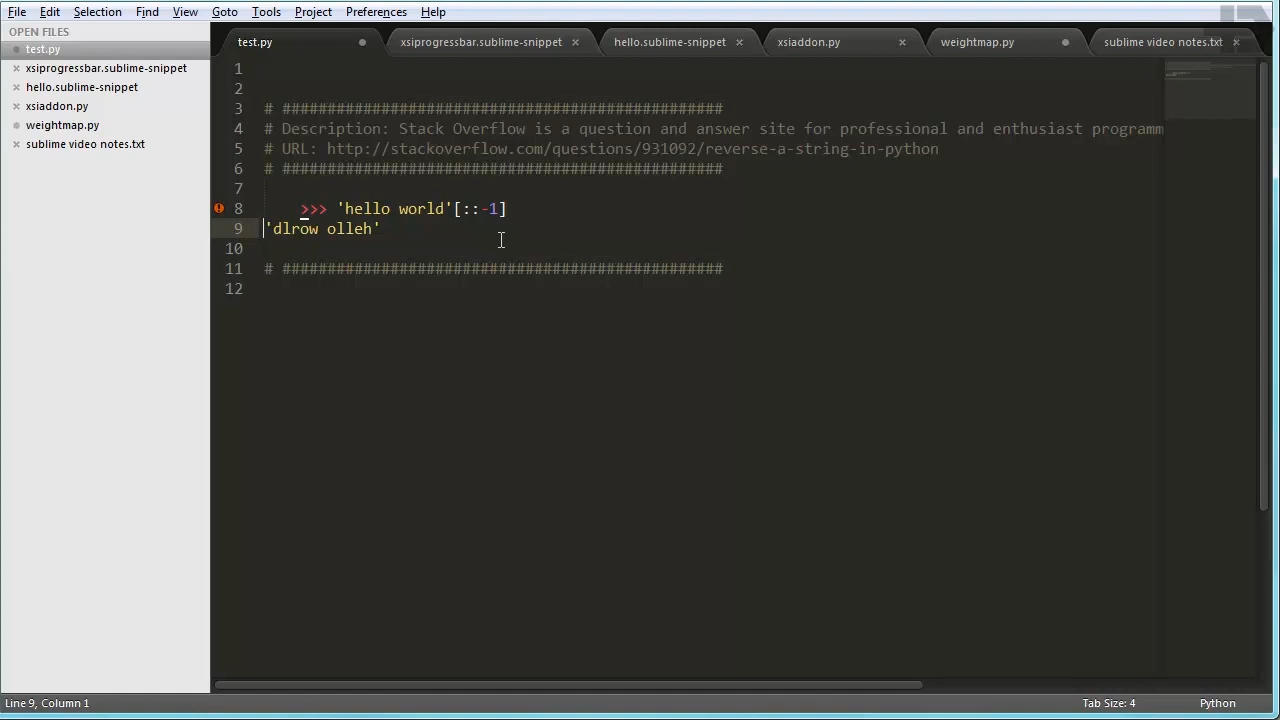 File Edit Selection Find View Goto Tools Project Preferences Help
OPEN FILES
test.py
xsiprogressbar.sublime-snippet
hello.sublime-snippet
xsiaddon.py
weightmap.py
sublime video notes.txt
test.py xsiprogressbar.sublime-snippet hello.sublime-snippet xsiaddon.py weightmap.py sublime video notes.txt
1
2
3 # #################################################
4 # Description: Stack Overflow is a question and answer site for professional and enthusiast programm
5 # URL: http://stackoverflow.com/questions/931092/reverse-a-string-in-python
6 # #################################################
7
8 >>> 'hello world'[::-1]
9 'dlrow olleh'
10
11 # #################################################
12
Line 9, Column 1 Tab Size: 4 Python